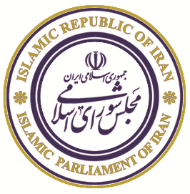 ISLAMIC REPUBLIC OF IRAN
جمهوری اسلامی ایران
مجلس شورای اسلامی
ISLAMIC PARLIAMENT OF IRAN